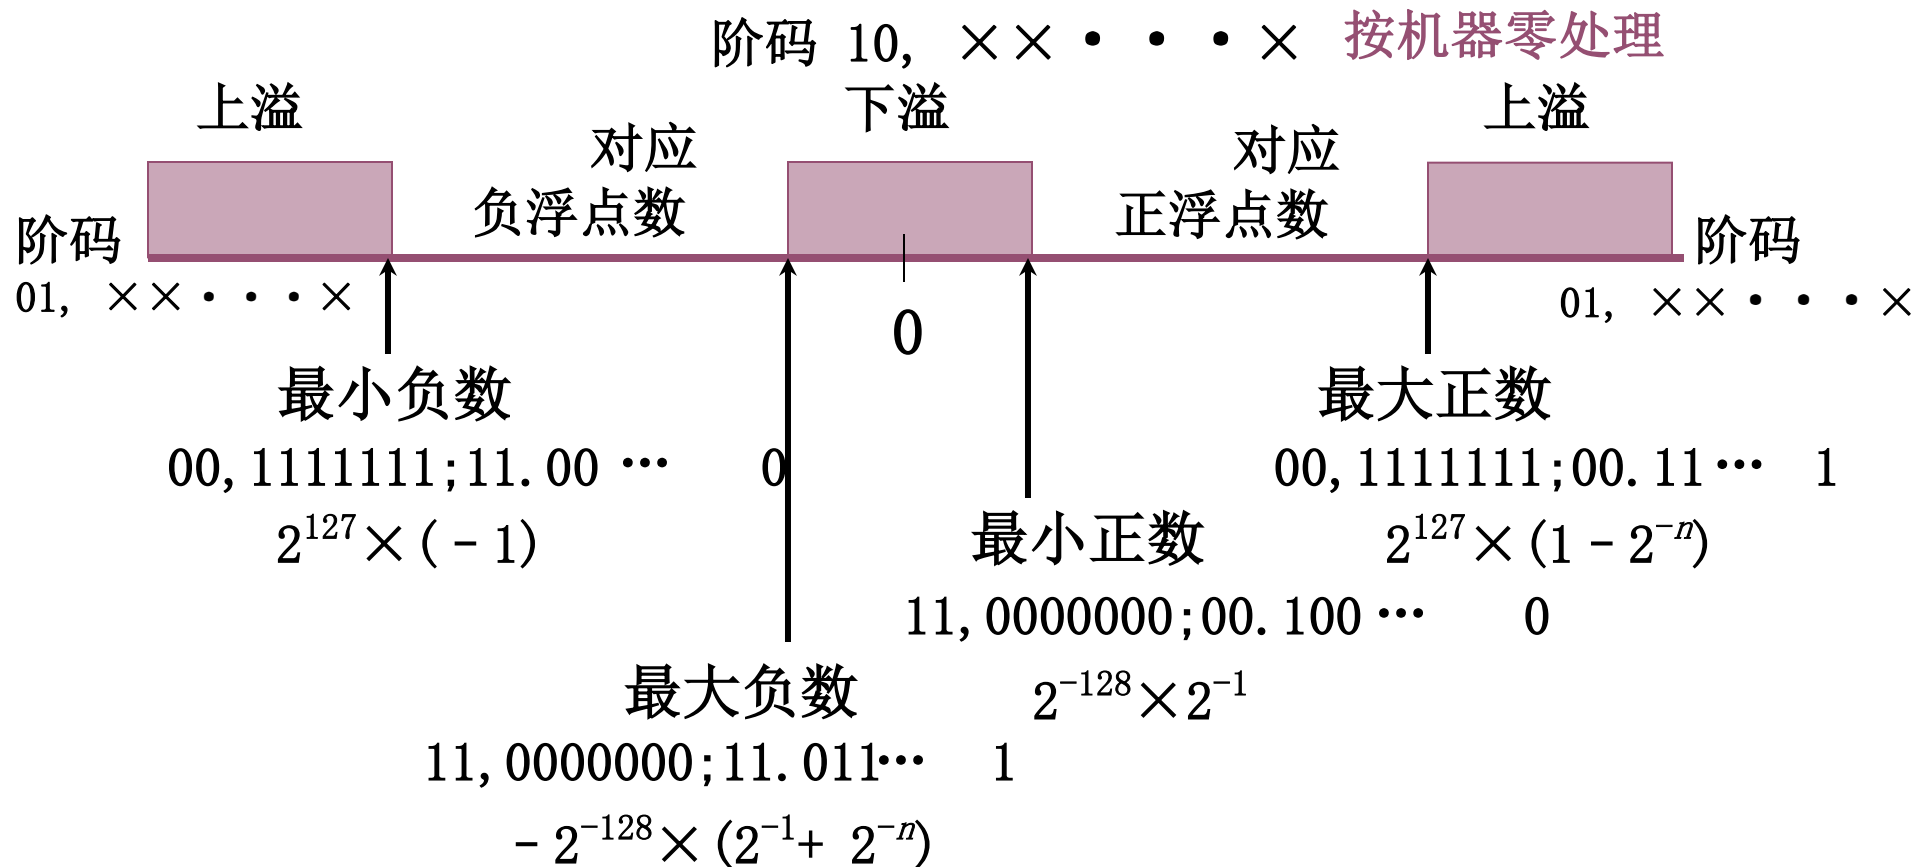 阶码 10, ××···× 按机器零处理
上溢 下溢 上溢
对应 对应
负浮点数 正浮点数
阶码 阶码
01, ××···× 01, ××···×
0
最小负数 最大正数
00,1111111;11.00 … 0 00,1111111;00.11 … 1
2¹²⁷×(-1) 2¹²⁷×(1-2⁻ⁿ)
最小正数
11,0000000;00.100 … 0
最大负数 2⁻¹²⁸×2⁻¹
11,0000000;11.011… 1
-2⁻¹²⁸×(2⁻¹+ 2⁻ⁿ)